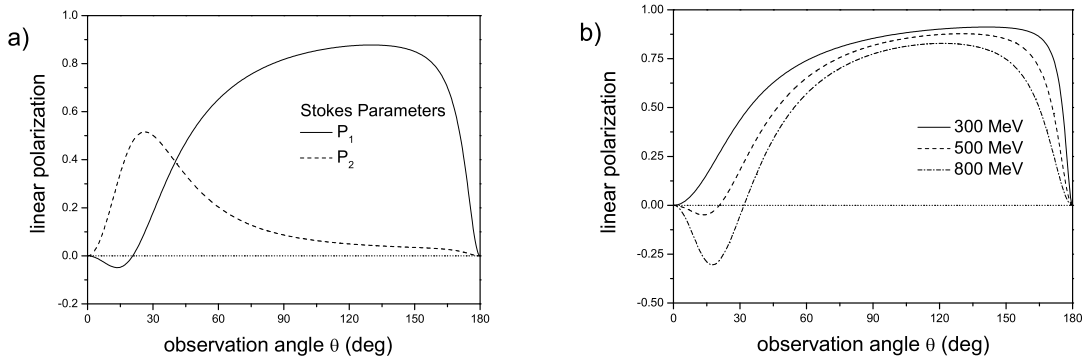 a)
linear polarization
1.0
0.8
0.6
0.4
0.2
0.0
-0.2
Stokes Parameters
P1
P2
0 30 60 90 120 150 180
observation angle θ (deg)
b)
linear polarization
1.00
0.75
0.50
0.25
0.00
-0.25
-0.50
300 MeV
500 MeV
800 MeV
0 30 60 90 120 150 180
observation angle θ (deg)